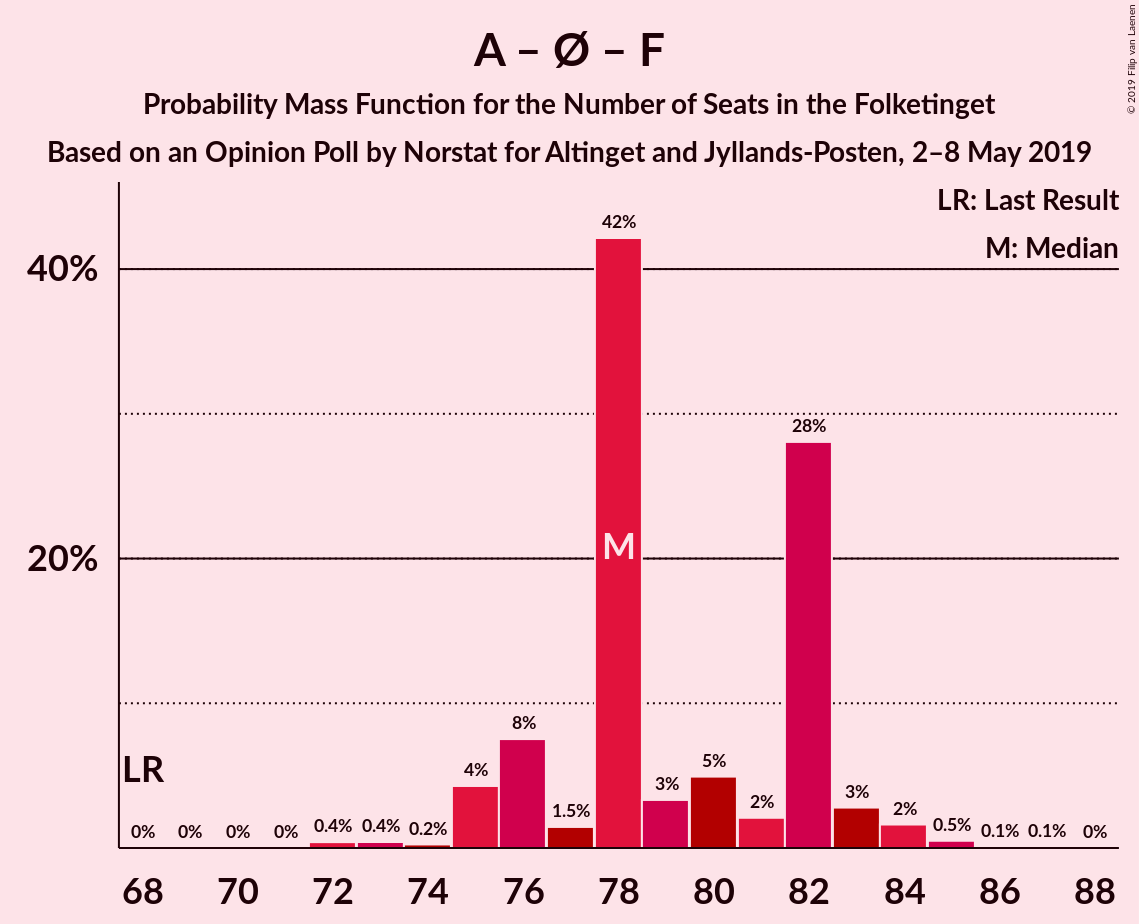 A – Ø – F
Probability Mass Function for the Number of Seats in the Folketinget
Based on an Opinion Poll by Norstat for Altinget and Jyllands-Posten, 2–8 May 2019
© 2019 Filip van Laenen
LR: Last Result
M: Median
40%
20%
LR
M
0%
0%
0%
0%
0.4%
0.4%
0.2%
4%
8%
1.5%
42%
3%
5%
2%
28%
3%
2%
0.5%
0.1%
0.1%
0%
68 70 72 74 76 78 80 82 84 86 88